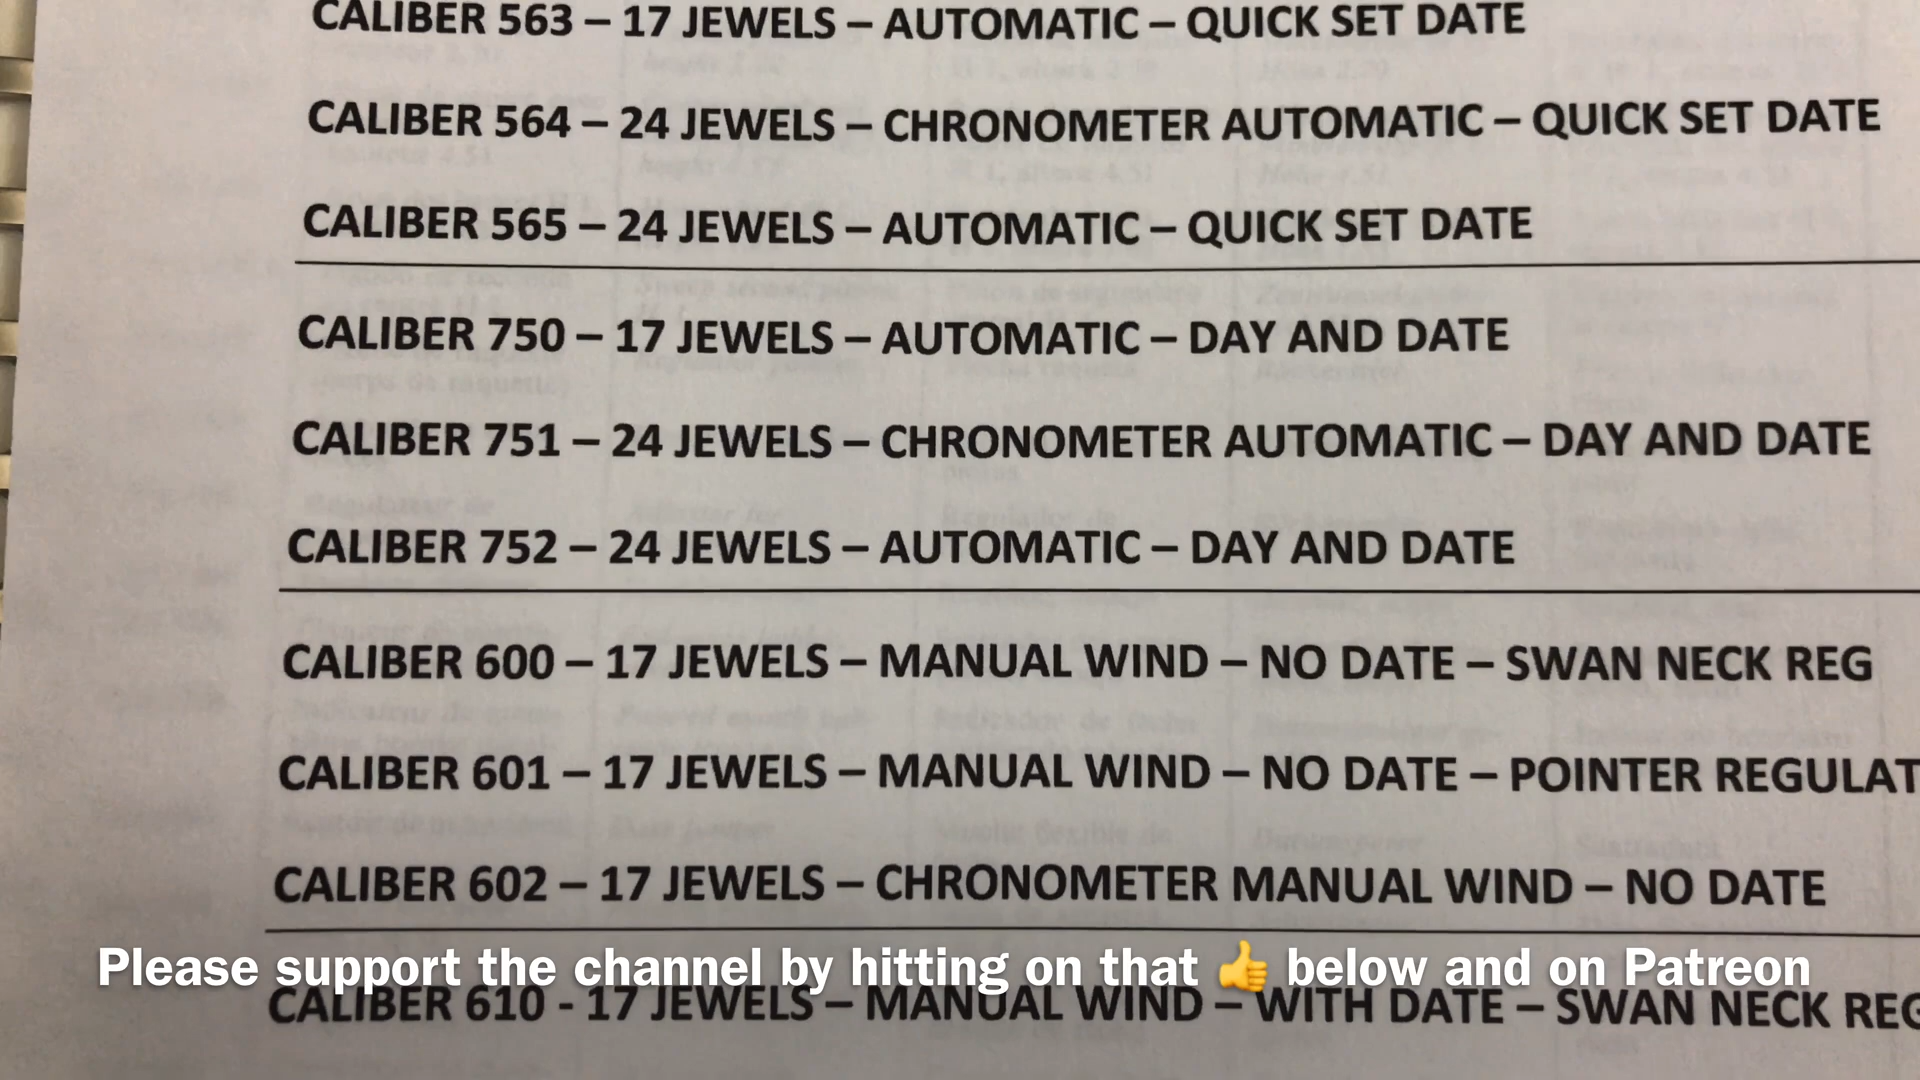 CALIBER 563 – 17 JEWELS – AUTOMATIC – QUICK SET DATE
CALIBER 564 – 24 JEWELS – CHRONOMETER AUTOMATIC – QUICK SET DATE
CALIBER 565 – 24 JEWELS – AUTOMATIC – QUICK SET DATE
CALIBER 750 – 17 JEWELS – AUTOMATIC – DAY AND DATE
CALIBER 751 – 24 JEWELS – CHRONOMETER AUTOMATIC – DAY AND DATE
CALIBER 752 – 24 JEWELS – AUTOMATIC – DAY AND DATE
CALIBER 600 – 17 JEWELS – MANUAL WIND – NO DATE – SWAN NECK REG
CALIBER 601 – 17 JEWELS – MANUAL WIND – NO DATE – POINTER REGULAT
CALIBER 602 – 17 JEWELS – CHRONOMETER MANUAL WIND – NO DATE
Please support the channel by hitting on that 👍 below and on Patreon
CALIBER 610 - 17 JEWELS – MANUAL WIND – WITH DATE – SWAN NECK REG